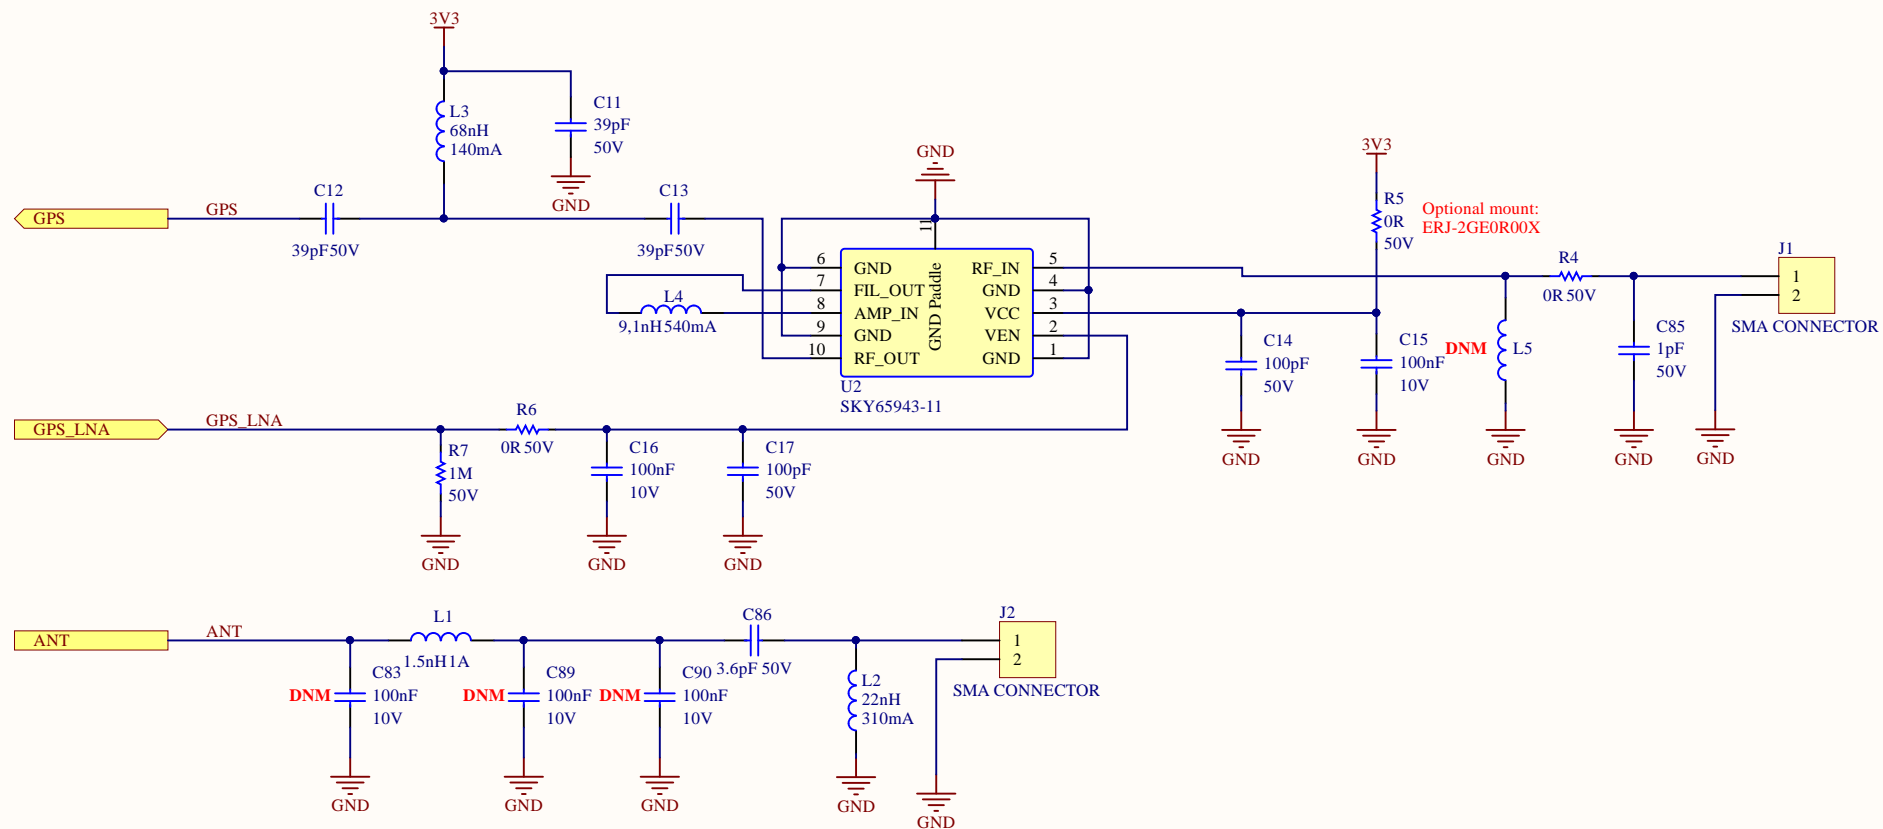 3V3
L3
68nH
140mA
C11
39pF
50V
GND
GPS
GPS
C12
39pF50V
C13
39pF50V
GND
11
GND Paddle
6
GND
7
FIL_OUT
8
AMP_IN
9
GND
10
RF_OUT
RF_IN
5
GND
4
VCC
3
VEN
2
GND
1
U2
SKY65943-11
L4
9,1nH540mA
3V3
R5
0R
50V
Optional mount:
ERJ-2GE0R00X
R4
0R 50V
J1
1
2
SMA CONNECTOR
C14
100pF
50V
GND
C15
100nF
10V
GND
DNM
L5
GND
C85
1pF
50V
GND
GND
GPS_LNA
GPS_LNA
R6
0R 50V
R7
1M
50V
GND
C16
100nF
10V
GND
C17
100pF
50V
GND
ANT
ANT
L1
1.5nH1A
DNM
C83
100nF
10V
GND
DNM
C89
100nF
10V
GND
DNM
C90
100nF
10V
GND
C86
3.6pF 50V
L2
22nH
310mA
GND
J2
1
2
SMA CONNECTOR
GND